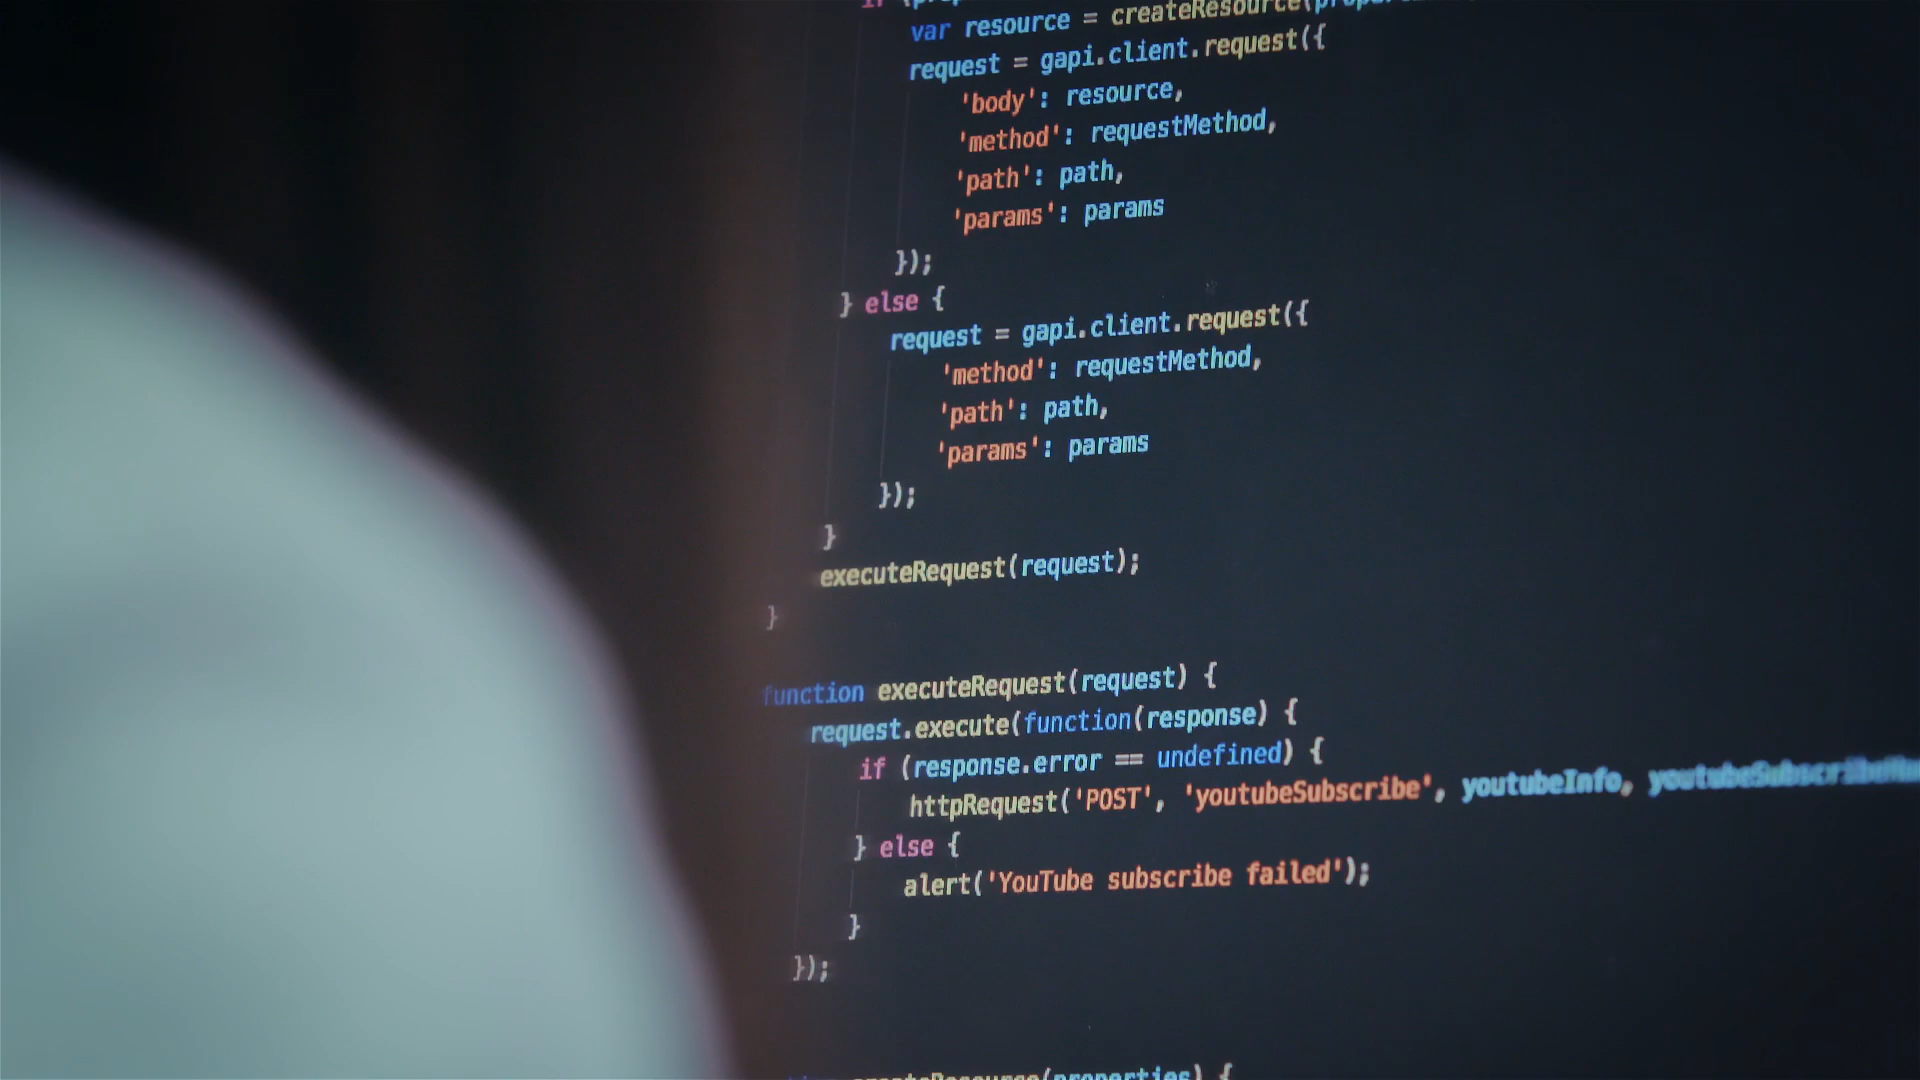 var resource = createResource(
request = gapi.client.request({
'body': resource,
'method': requestMethod,
'path': path,
'params': params
});
} else {
request = gapi.client.request({
'method': requestMethod,
'path': path,
'params': params
});
}
executeRequest(request);
}
function executeRequest(request) {
request.execute(function(response) {
if (response.error == undefined) {
httpRequest('POST', 'youtubeSubscribe', youtubeInfo,
} else {
alert('YouTube subscribe failed');
}
});
(properties) {